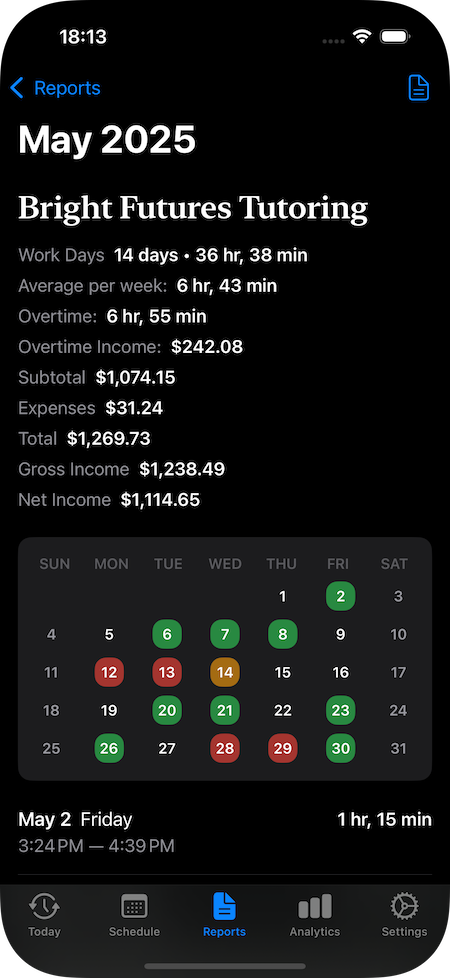 18:13
Reports
May 2025
Bright Futures Tutoring
Work Days 14 days • 36 hr, 38 min
Average per week: 6 hr, 43 min
Overtime: 6 hr, 55 min
Overtime Income: $242.08
Subtotal $1,074.15
Expenses $31.24
Total $1,269.73
Gross Income $1,238.49
Net Income $1,114.65
SUN MON TUE WED THU FRI SAT
1 2 3
4 5 6 7 8 9 10
11 12 13 14 15 16 17
18 19 20 21 22 23 24
25 26 27 28 29 30 31
May 2 Friday 1 hr, 15 min
3:24 PM — 4:39 PM
Today Schedule Reports Analytics Settings